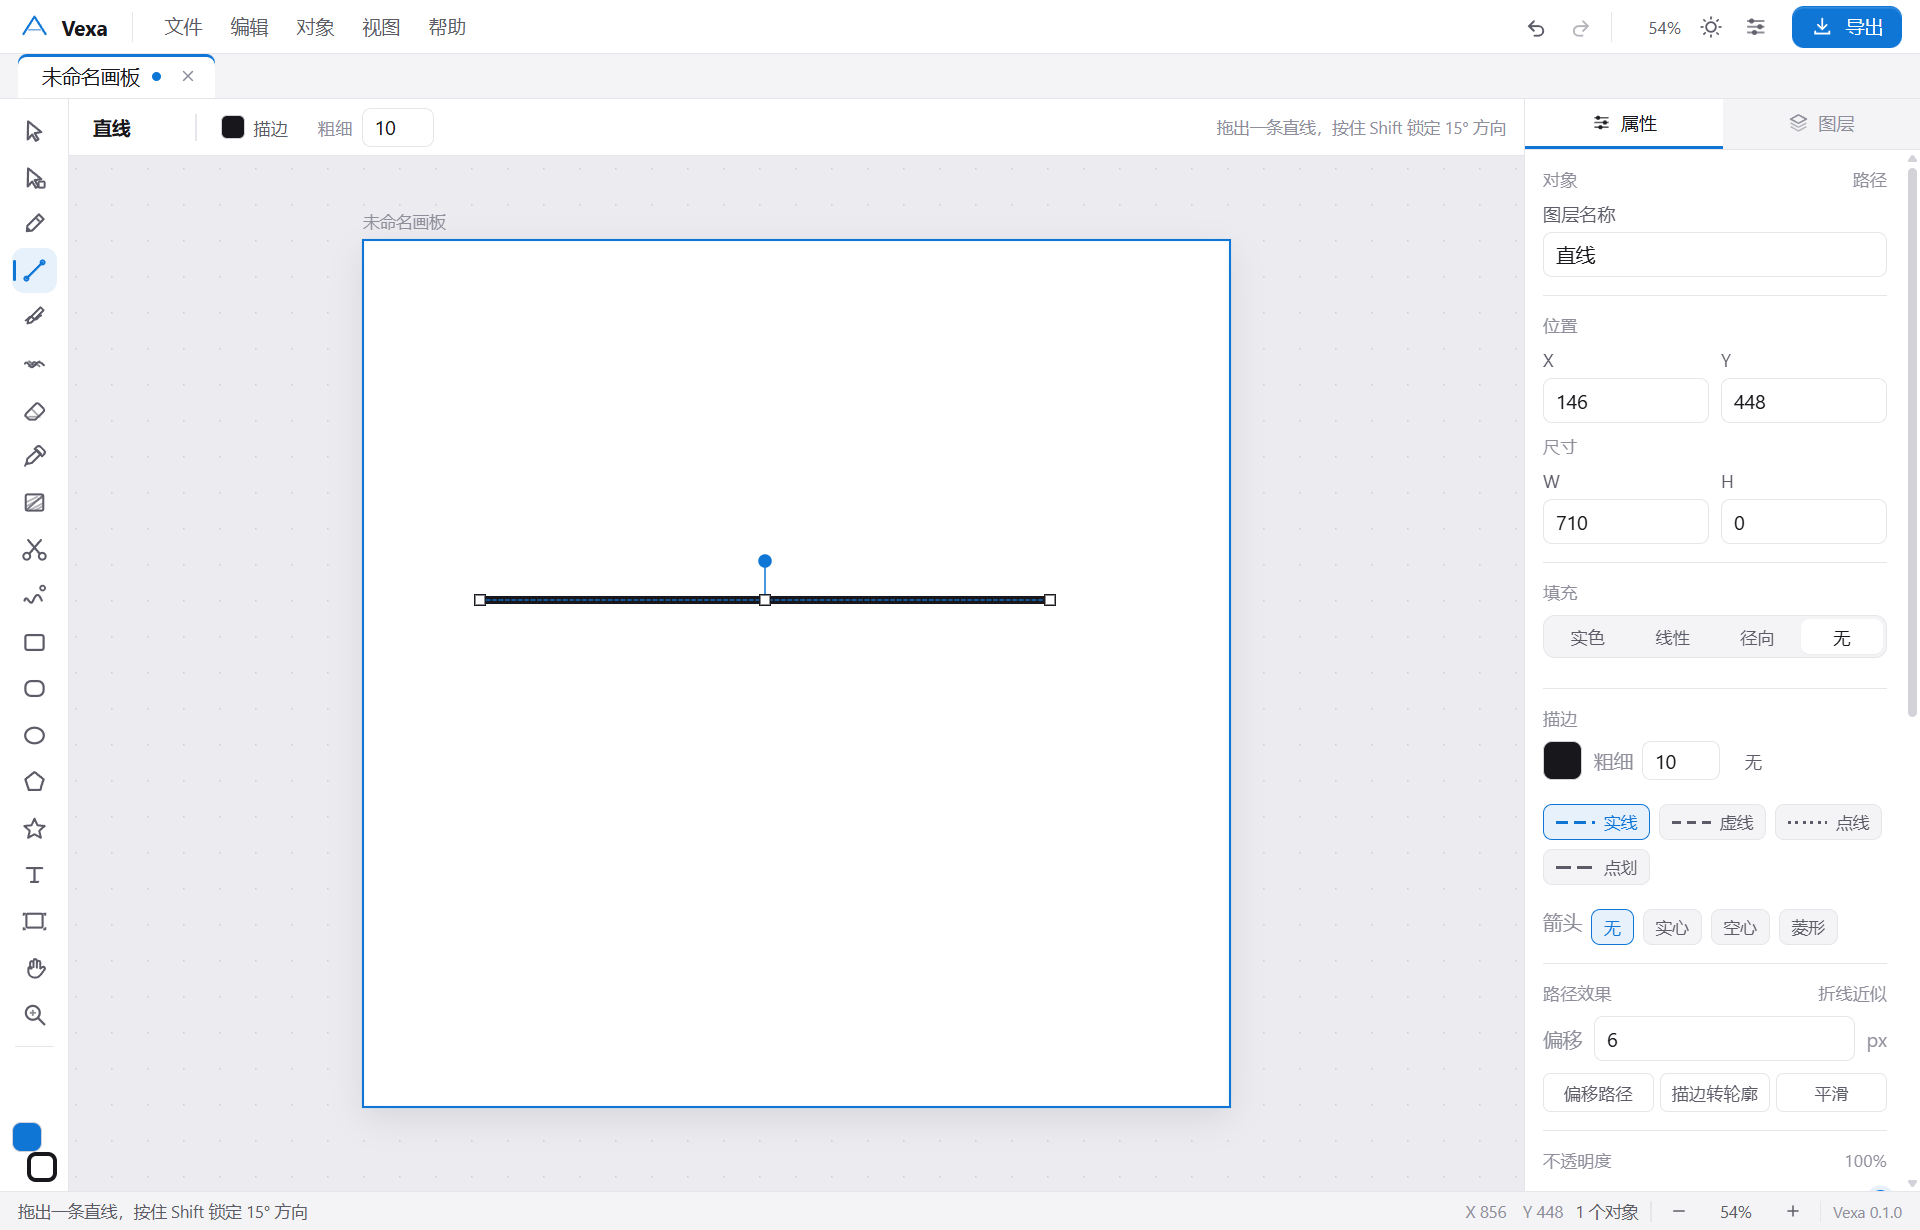 Vexa
文件 编辑 对象 视图 帮助
54%
导出
未命名画板
直线
描边
粗细
10
拖出一条直线，按住 Shift 锁定 15° 方向
属性
图层
未命名画板
对象
路径
图层名称
直线
位置
X
Y
146
448
尺寸
W
H
710
0
填充
实色
线性
径向
无
描边
粗细
10
无
实线
虚线
点线
点划
箭头
无
实心
空心
菱形
路径效果
折线近似
偏移
6
px
偏移路径
描边转轮廓
平滑
不透明度
100%
拖出一条直线，按住 Shift 锁定 15° 方向
X 856
Y 448
1 个对象
54%
Vexa 0.1.0